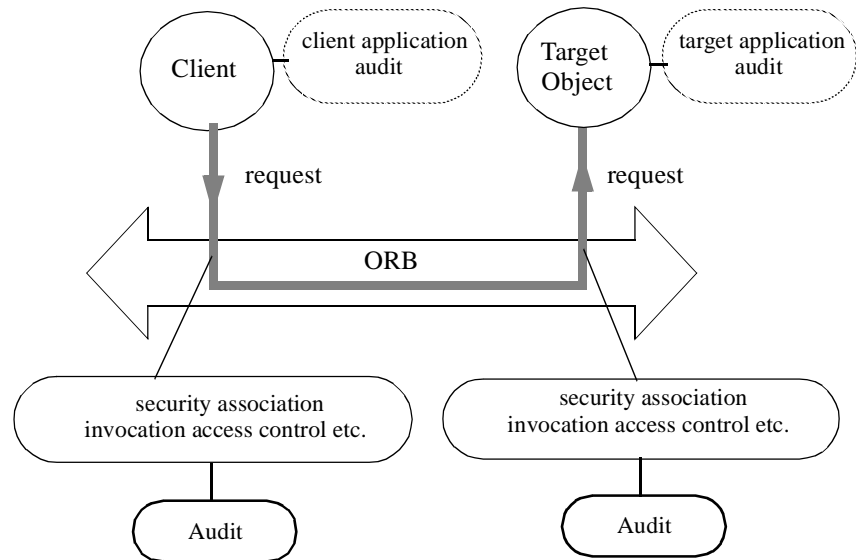 Client
client application
audit
Target
Object
target application
audit
request
request
ORB
security association
invocation access control etc.
security association
invocation access control etc.
Audit
Audit